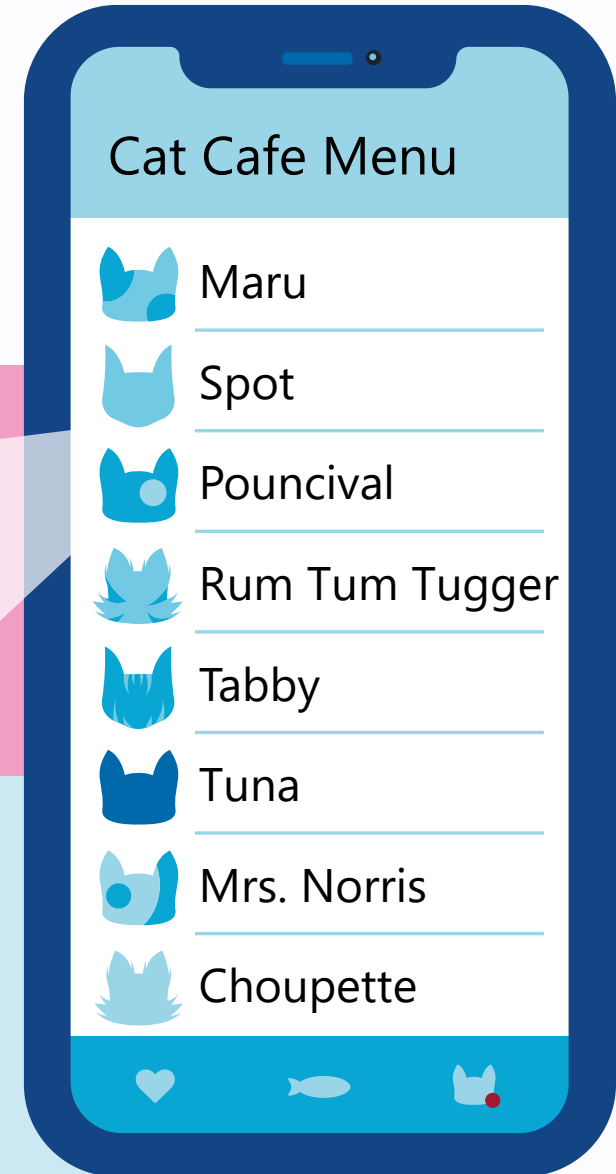 Cat Cafe Menu
Maru
Spot
Pouncival
Rum Tum Tugger
Tabby
Tuna
Mrs. Norris
Choupette